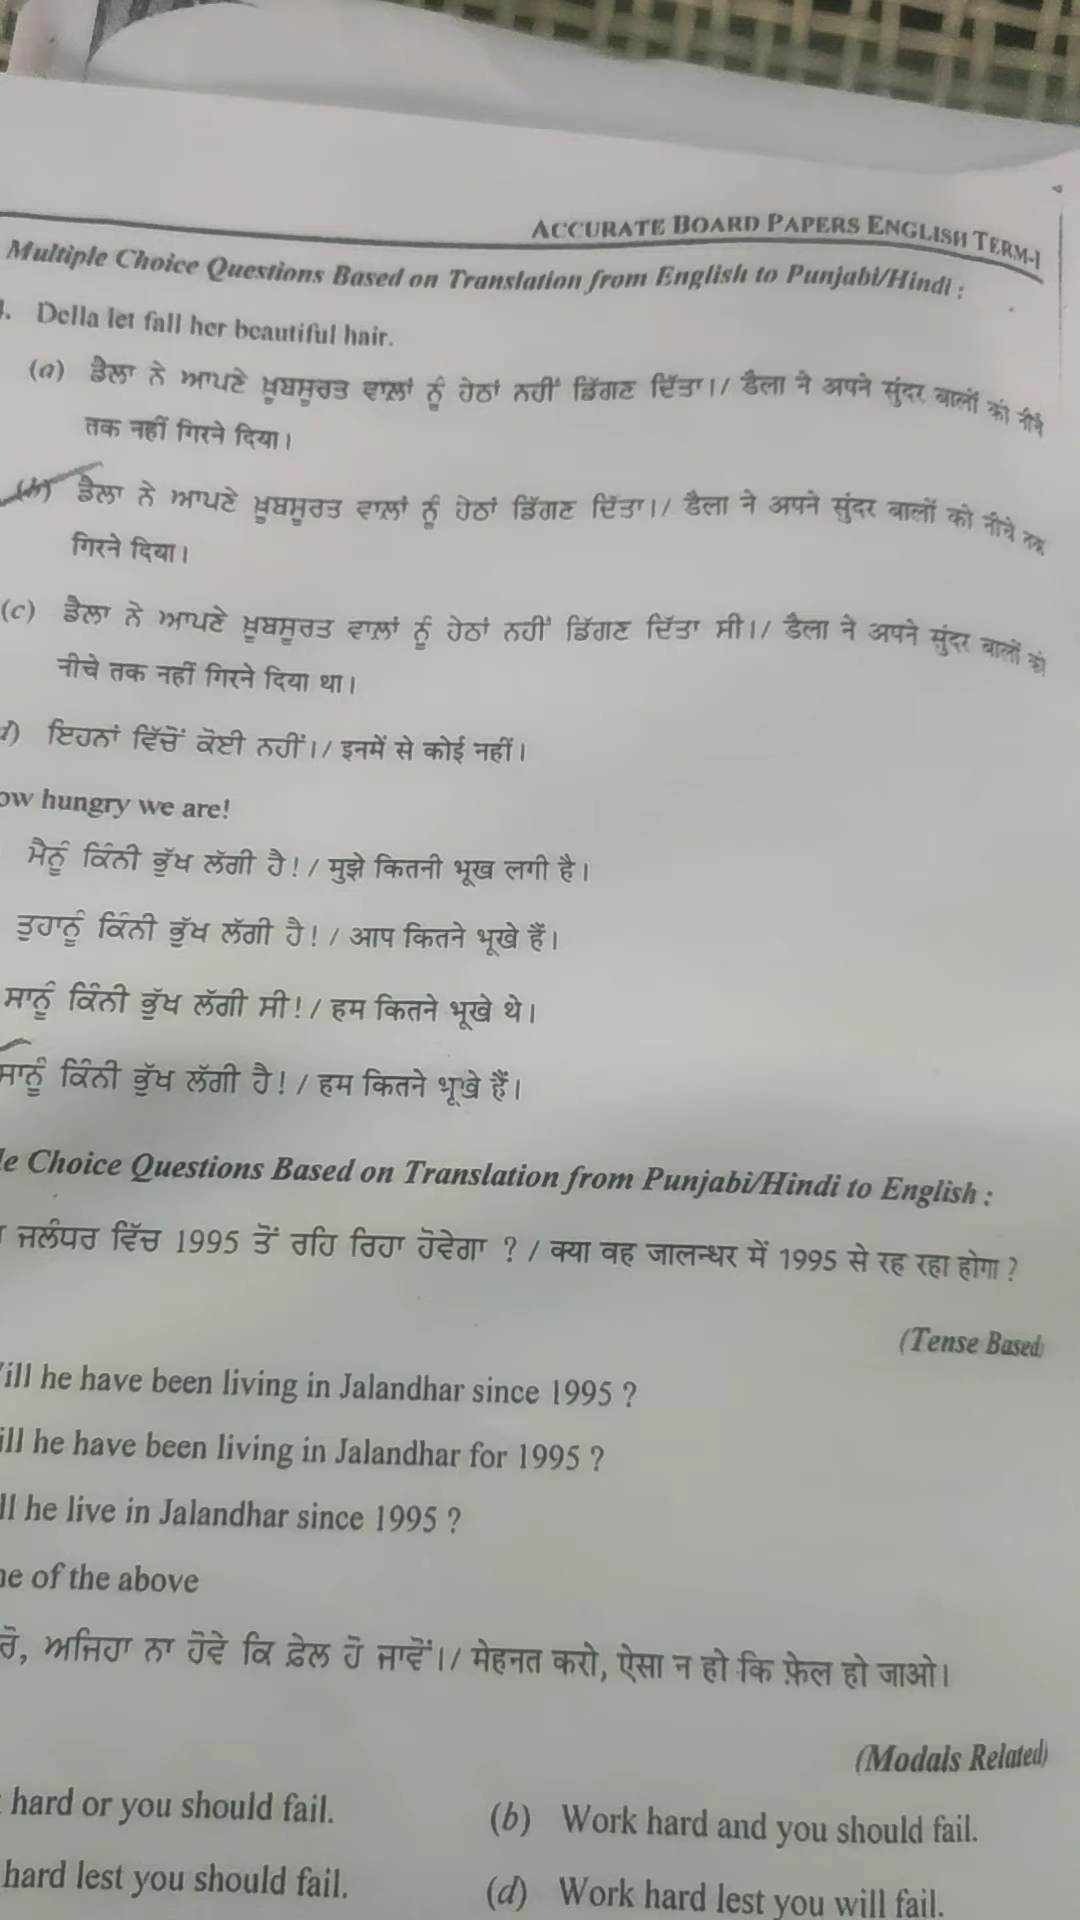 ACCURATE BOARD PAPERS ENGLISH TERM-I
Multiple Choice Questions Based on Translation from English to Punjabi/Hindi :
Della let fall her beautiful hair.
(a) ਡੈਲਾ ਨੇ ਆਪਣੇ ਖ਼ੂਬਸੂਰਤ ਵਾਲਾਂ ਨੂੰ ਹੇਠਾਂ ਨਹੀਂ ਡਿੱਗਣ ਦਿੱਤਾ।/ डैला ने अपने सुंदर बालों को नीचे
तक नहीं गिरने दिया।
(b) ਡੈਲਾ ਨੇ ਆਪਣੇ ਖ਼ੂਬਸੂਰਤ ਵਾਲਾਂ ਨੂੰ ਹੇਠਾਂ ਡਿੱਗਣ ਦਿੱਤਾ।/ डैला ने अपने सुंदर बालों को नीचे तक
गिरने दिया।
(c) ਡੈਲਾ ਨੇ ਆਪਣੇ ਖ਼ੂਬਸੂਰਤ ਵਾਲਾਂ ਨੂੰ ਹੇਠਾਂ ਨਹੀਂ ਡਿੱਗਣ ਦਿੱਤਾ ਸੀ।/ डैला ने अपने सुंदर बालों को
नीचे तक नहीं गिरने दिया था।
ਇਹਨਾਂ ਵਿੱਚੋਂ ਕੋਈ ਨਹੀਂ।/ इनमें से कोई नहीं।
ow hungry we are!
ਮੈਨੂੰ ਕਿੰਨੀ ਭੁੱਖ ਲੱਗੀ ਹੈ! / मुझे कितनी भूख लगी है।
ਤੁਹਾਨੂੰ ਕਿੰਨੀ ਭੁੱਖ ਲੱਗੀ ਹੈ! / आप कितने भूखे हैं।
ਸਾਨੂੰ ਕਿੰਨੀ ਭੁੱਖ ਲੱਗੀ ਸੀ! / हम कितने भूखे थे।
ਸਾਨੂੰ ਕਿੰਨੀ ਭੁੱਖ ਲੱਗੀ ਹੈ! / हम कितने भूखे हैं।
le Choice Questions Based on Translation from Punjabi/Hindi to English :
ਜਲੰਧਰ ਵਿੱਚ 1995 ਤੋਂ ਰਹਿ ਰਿਹਾ ਹੋਵੇਗਾ ? / क्या वह जालन्धर में 1995 से रह रहा होगा ?
(Tense Based)
ill he have been living in Jalandhar since 1995 ?
ill he have been living in Jalandhar for 1995 ?
ll he live in Jalandhar since 1995 ?
ne of the above
ਰੋ, ਅਜਿਹਾ ਨਾ ਹੋਵੇ ਕਿ ਫ਼ੇਲ ਹੋ ਜਾਵੋਂ।/ मेहनत करो, ऐसा न हो कि फ़ेल हो जाओ।
(Modals Related)
hard or you should fail. (b) Work hard and you should fail.
hard lest you should fail. (d) Work hard lest you will fail.